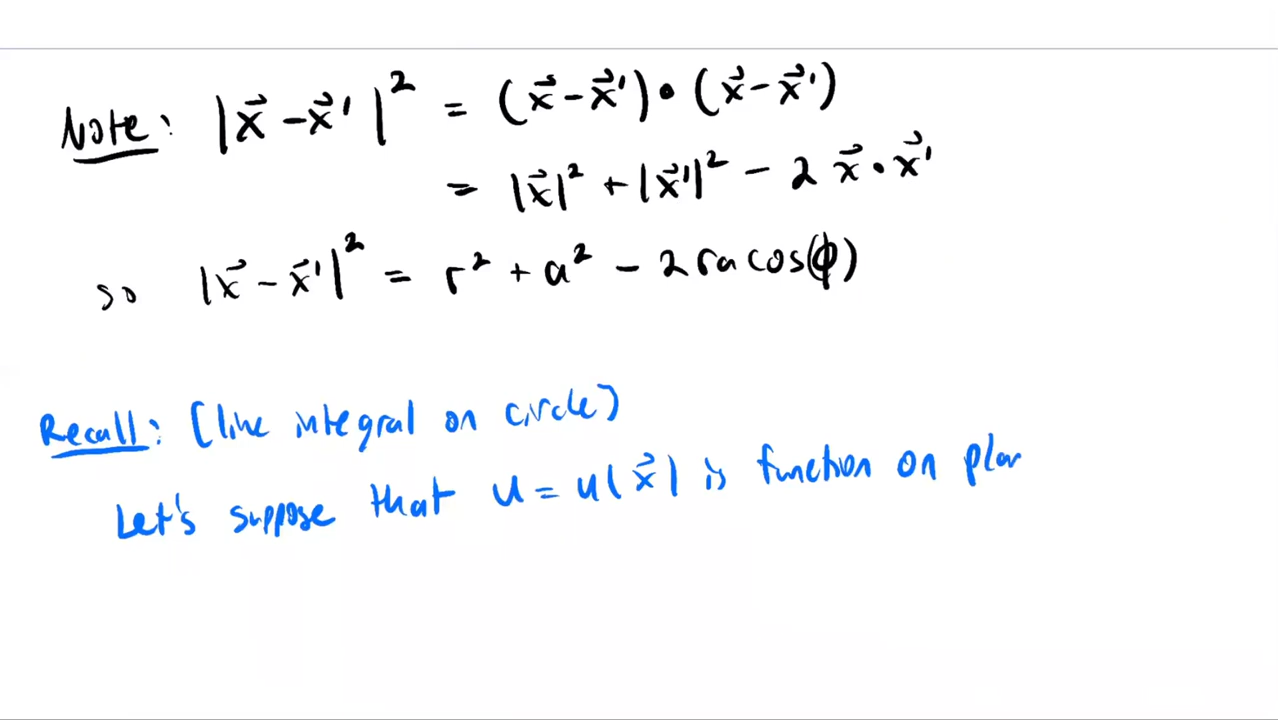 Note: |x⃗ - x⃗'|² = (x⃗ - x⃗') • (x⃗ - x⃗')
= |x⃗|² + |x⃗'|² - 2 x⃗ • x⃗'
so |x⃗ - x⃗'|² = r² + a² - 2ra cos(ϕ)
Recall: (line integral on circle)
Let's suppose that u = u(x⃗) is function on plan